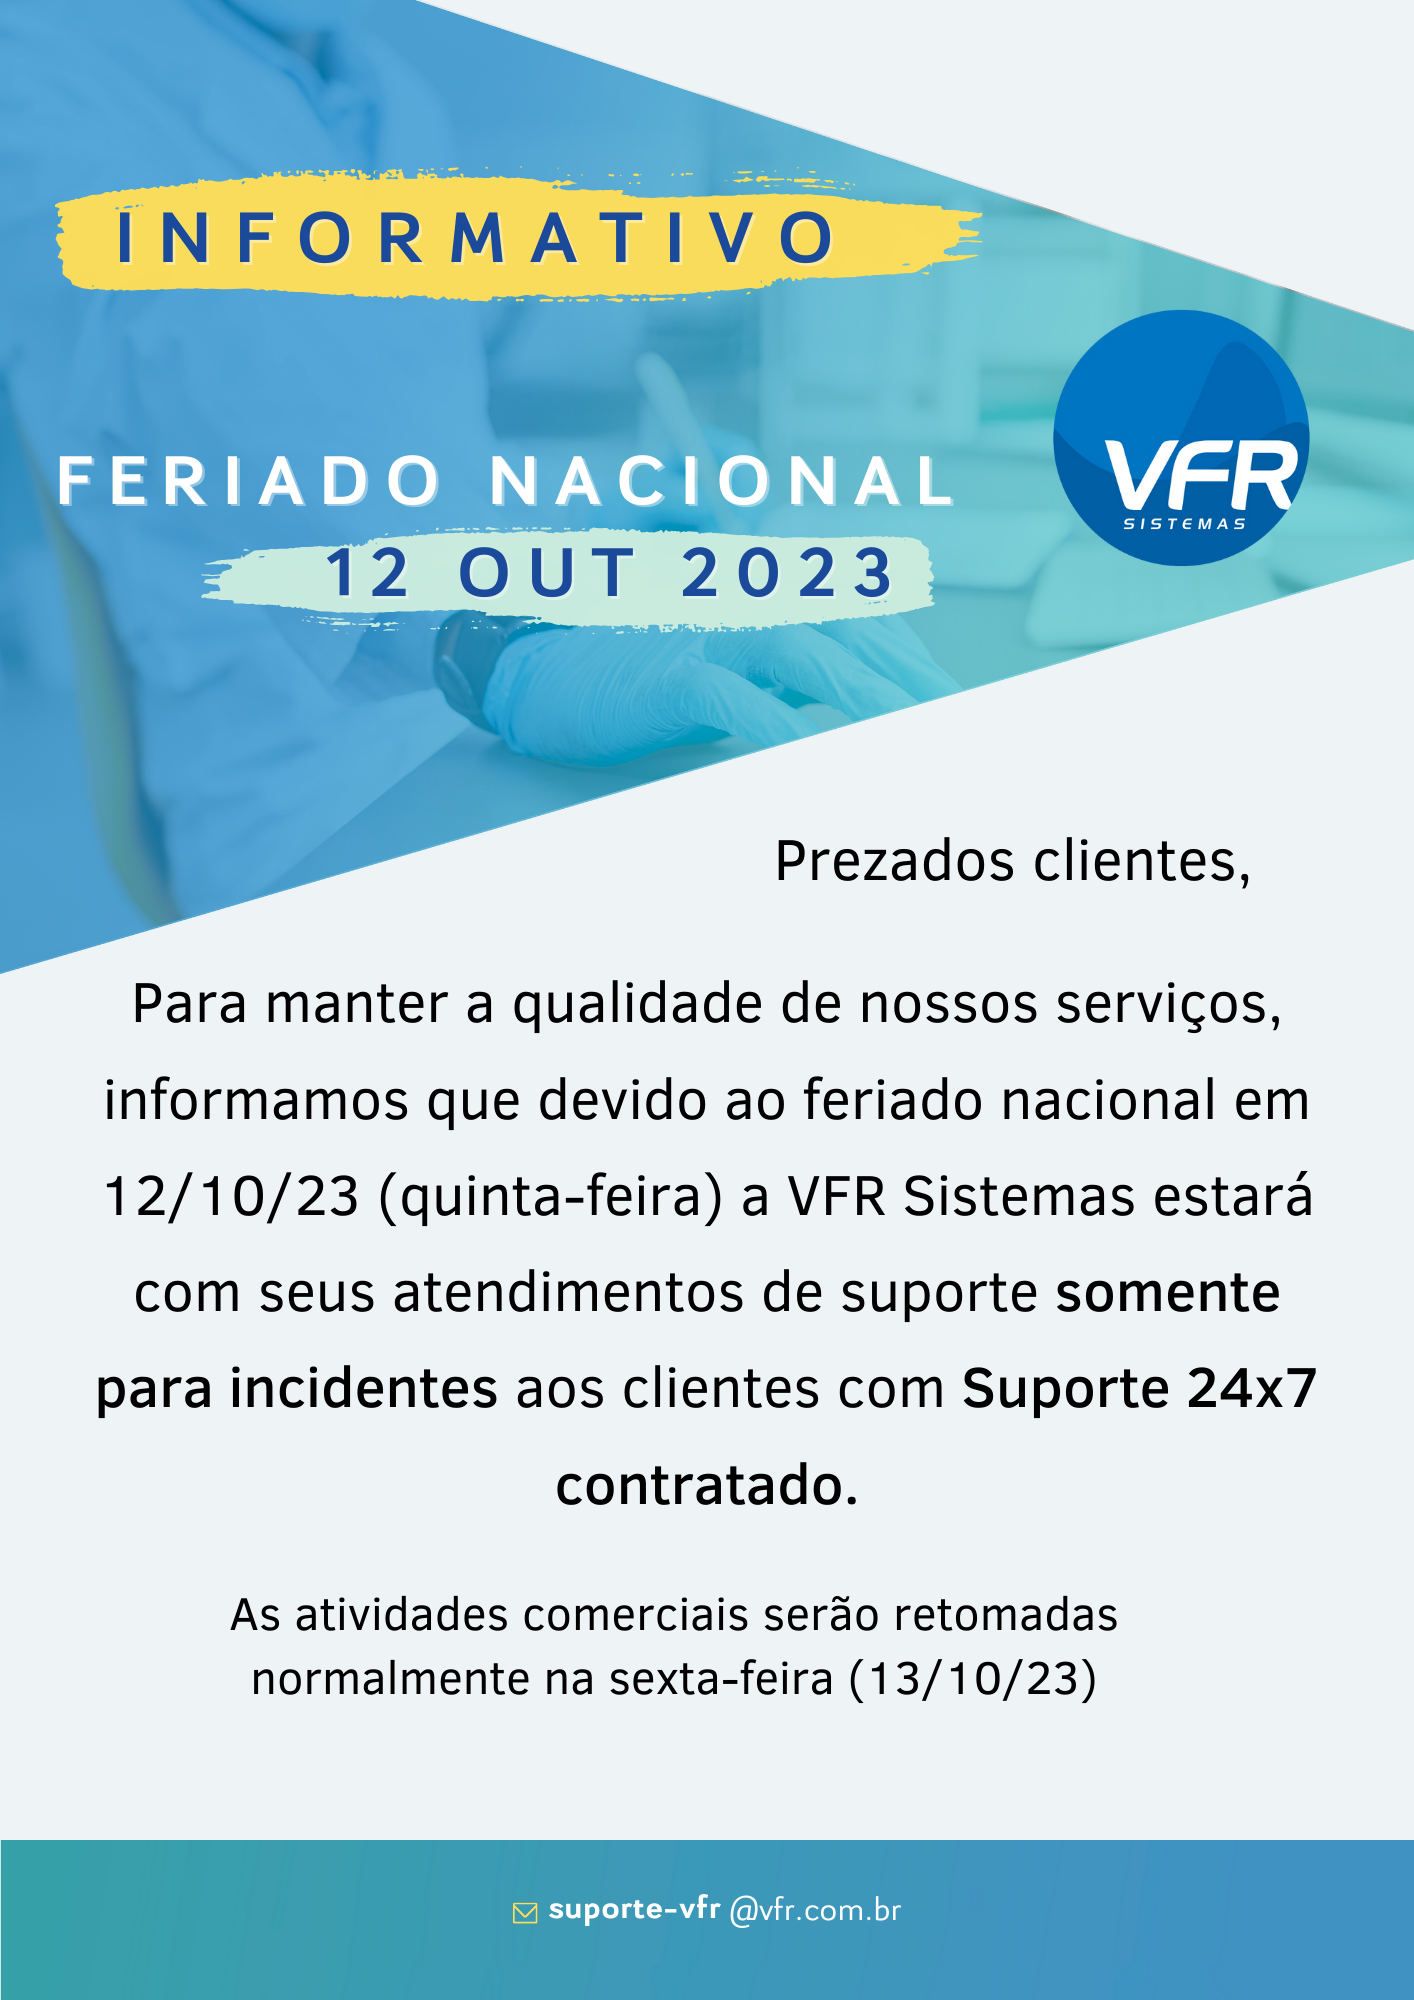 INFORMATIVO
FERIADO NACIONAL
12 OUT 2023
VFR
SISTEMAS
Prezados clientes,
Para manter a qualidade de nossos serviços,
informamos que devido ao feriado nacional em
12/10/23 (quinta-feira) a VFR Sistemas estará
com seus atendimentos de suporte somente
para incidentes aos clientes com Suporte 24x7
contratado.
As atividades comerciais serão retomadas
normalmente na sexta-feira (13/10/23)
suporte-vfr @vfr.com.br